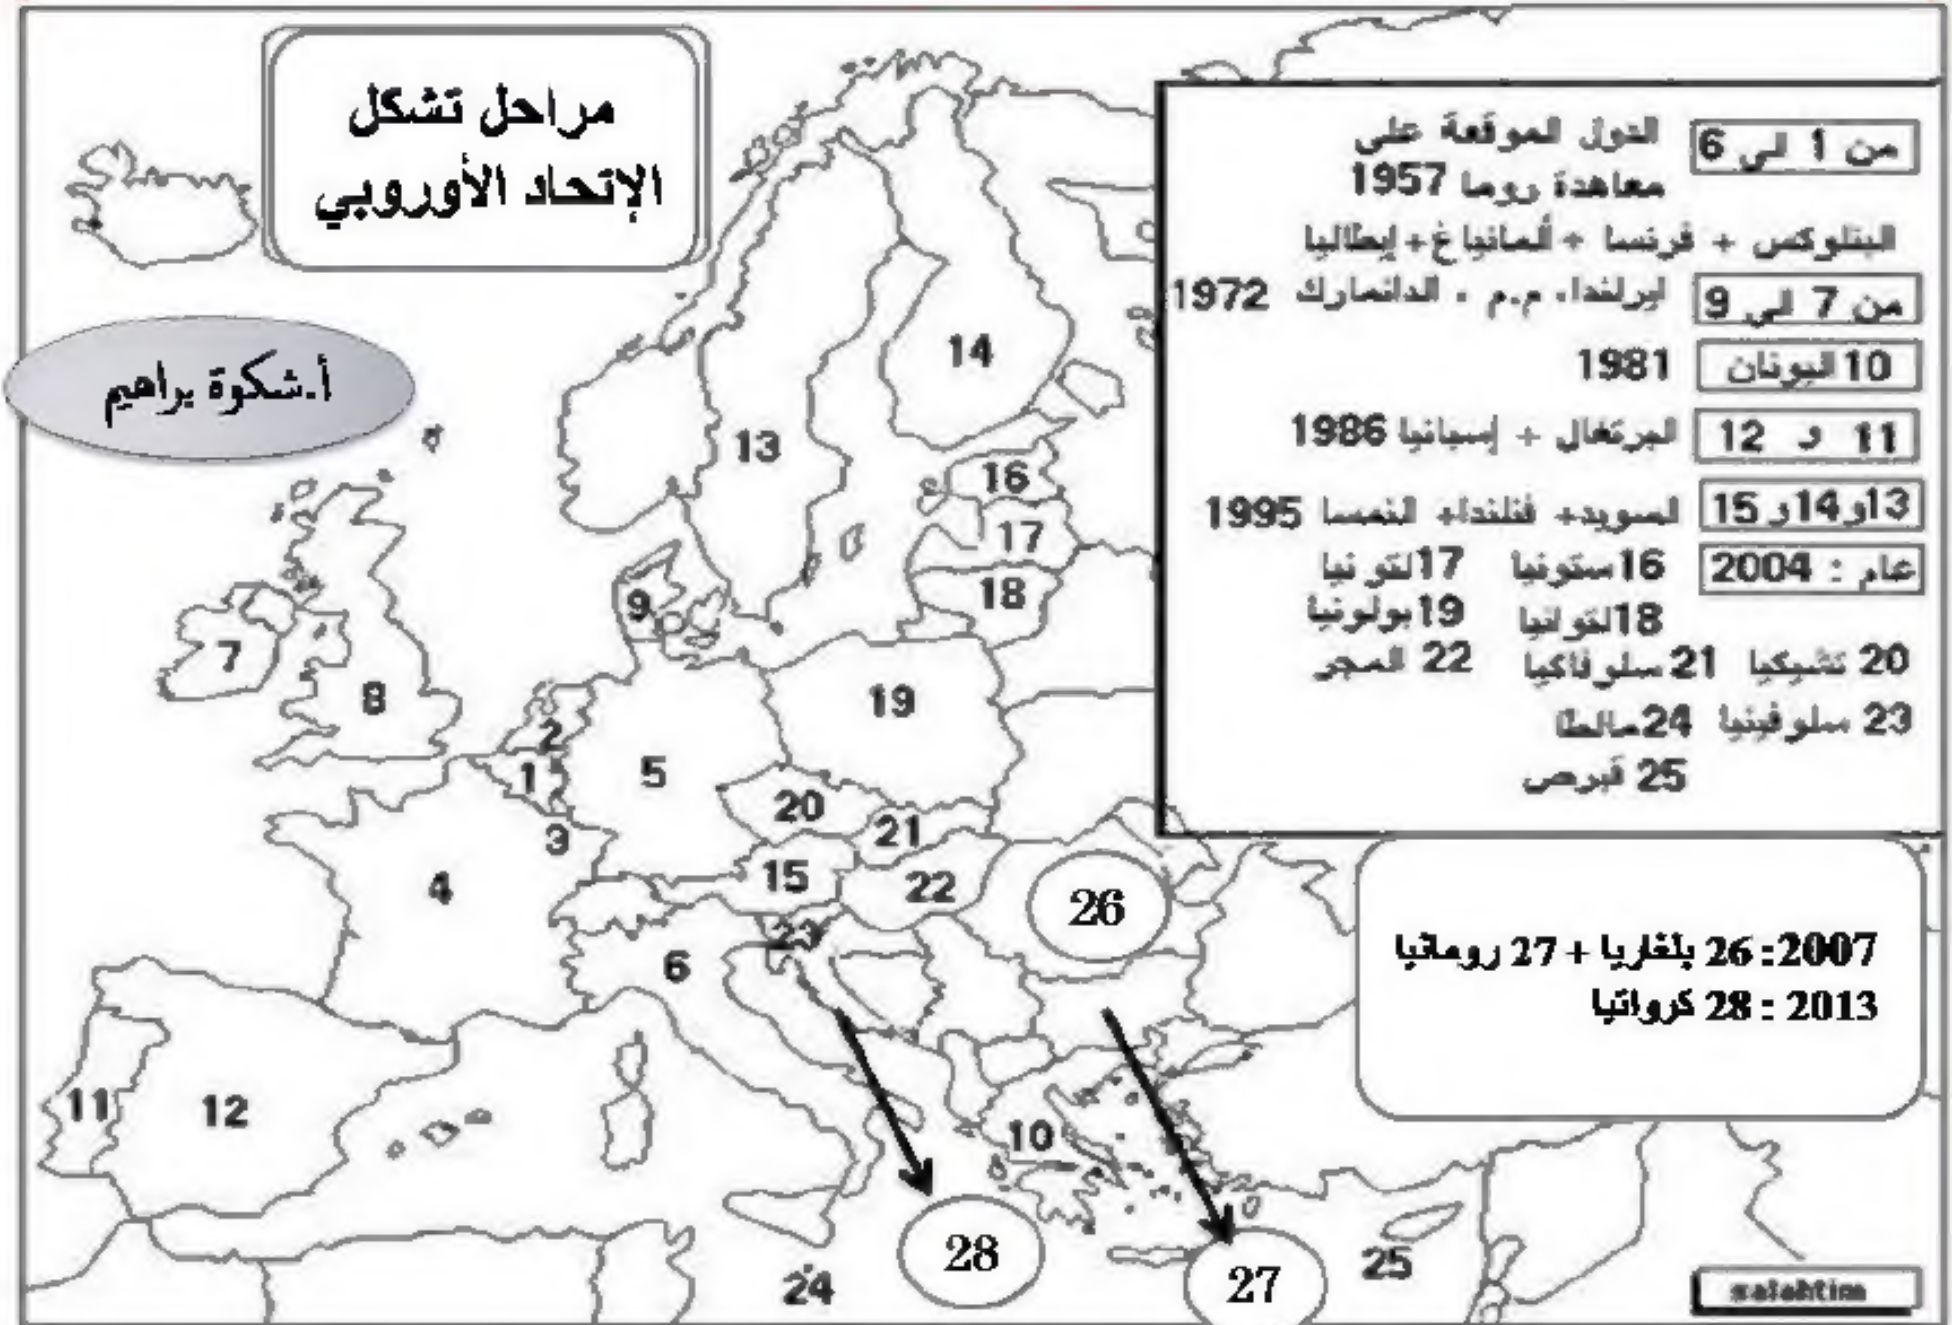 مراحل تشكل
الإتحاد الأوروبي
أ.شكوة براهيم
من 1 الى 6 الدول الموقعة على
معاهدة روما 1957
البنلوكس + فرنسا + ألمانيا غ + إيطاليا
من 7 الى 9 ايرلندا، م.م ، الدانمارك 1972
10 اليونان 1981
11 و 12 البرتغال + إسبانيا 1986
13و14و 15 السويد+ فنلندا+ النمسا 1995
عام : 2004 16ستونيا 17لتونيا
18لتوانيا 19بولونيا
20 تشيكيا 21 سلوفاكيا 22 المجر
23 سلوفينيا 24مالطا
25 قبرص
2007: 26 بلغاريا + 27 رومانيا
2013 : 28 كرواتيا
14
13
16
17
18
9
7
8
19
2
1
5
20
21
3
4
15
22
26
23
6
11
12
10
28
27
25
24
salahtim